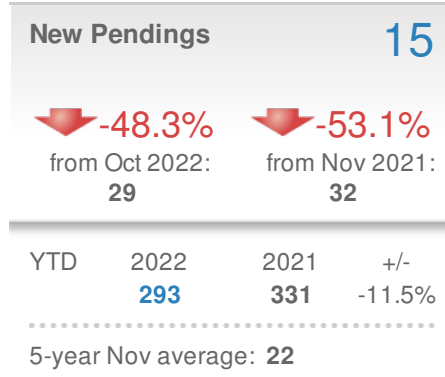 New Pendings 15
-48.3% -53.1%
from Oct 2022: from Nov 2021:
29 32
YTD 2022 2021 +/-
293 331 -11.5%
5-year Nov average: 22